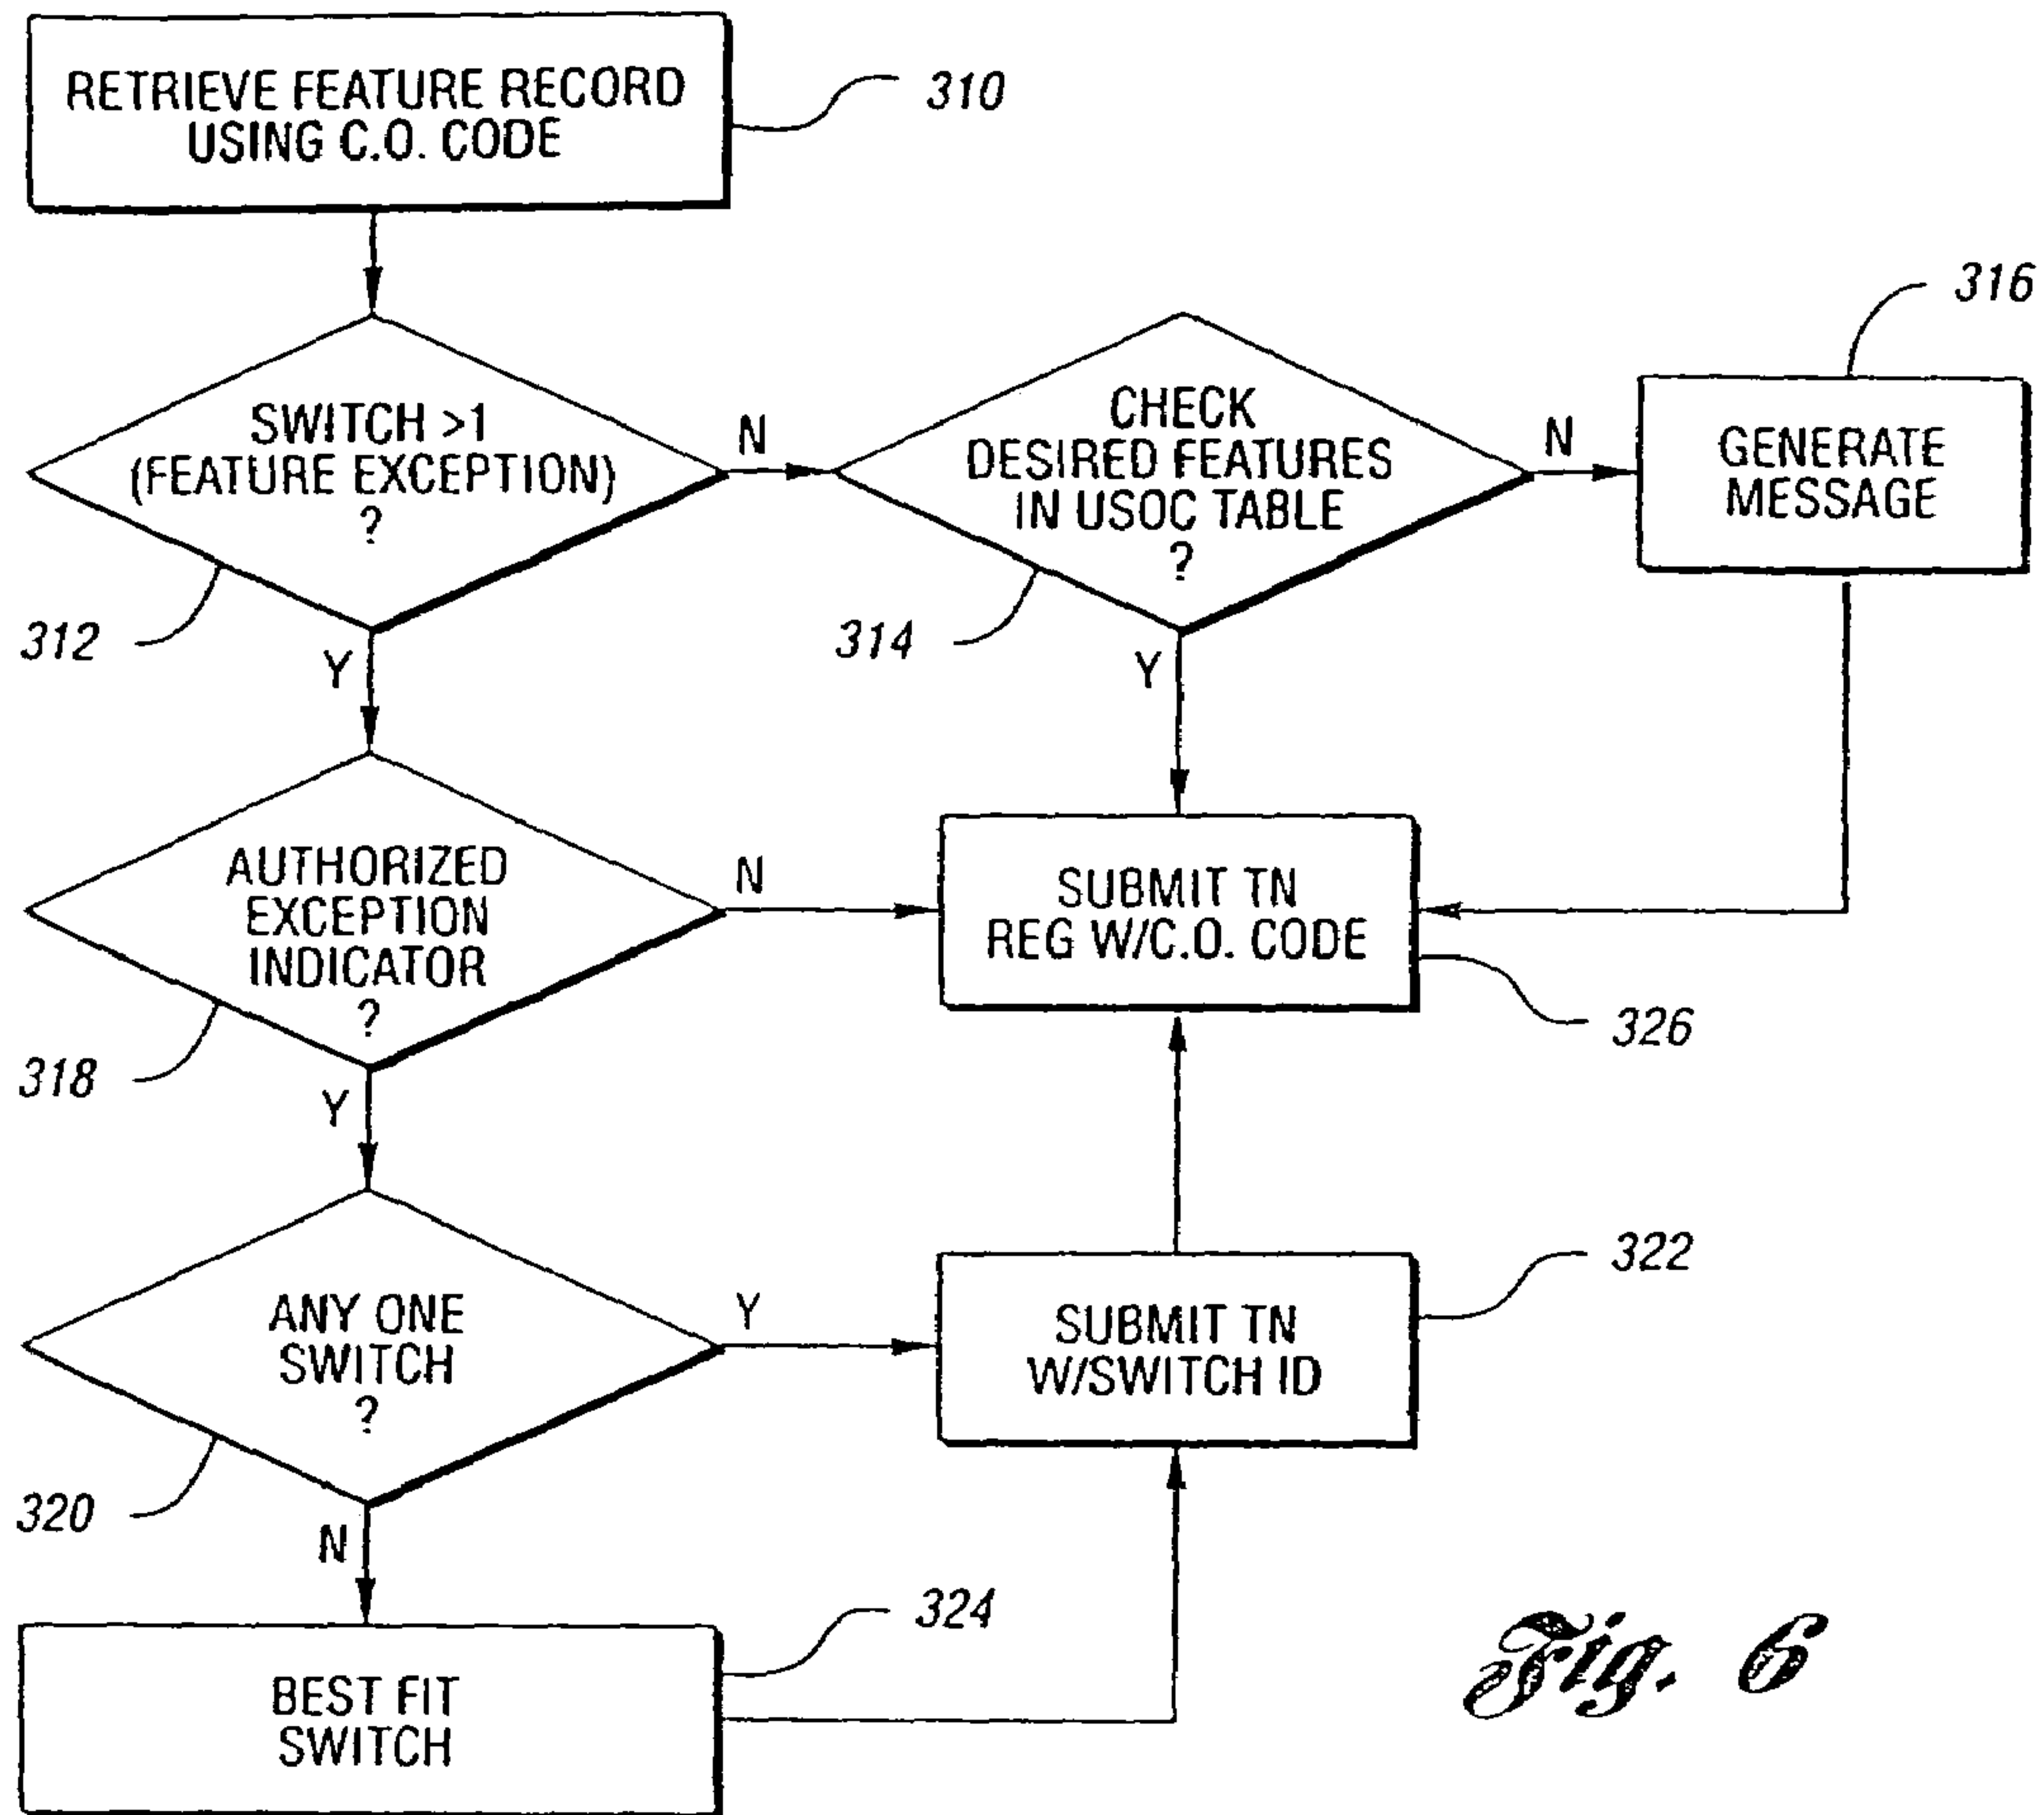 RETRIEVE FEATURE RECORD
USING C.O. CODE
310
SWITCH >1
(FEATURE EXCEPTION)
?
312
N
Y
CHECK
DESIRED FEATURES
IN USOC TABLE
?
314
N
Y
GENERATE
MESSAGE
316
AUTHORIZED
EXCEPTION
INDICATOR
?
318
N
Y
SUBMIT TN
REG W/C.O. CODE
326
ANY ONE
SWITCH
?
320
Y
N
SUBMIT TN
W/SWITCH ID
322
BEST FIT
SWITCH
324
Fig. 6